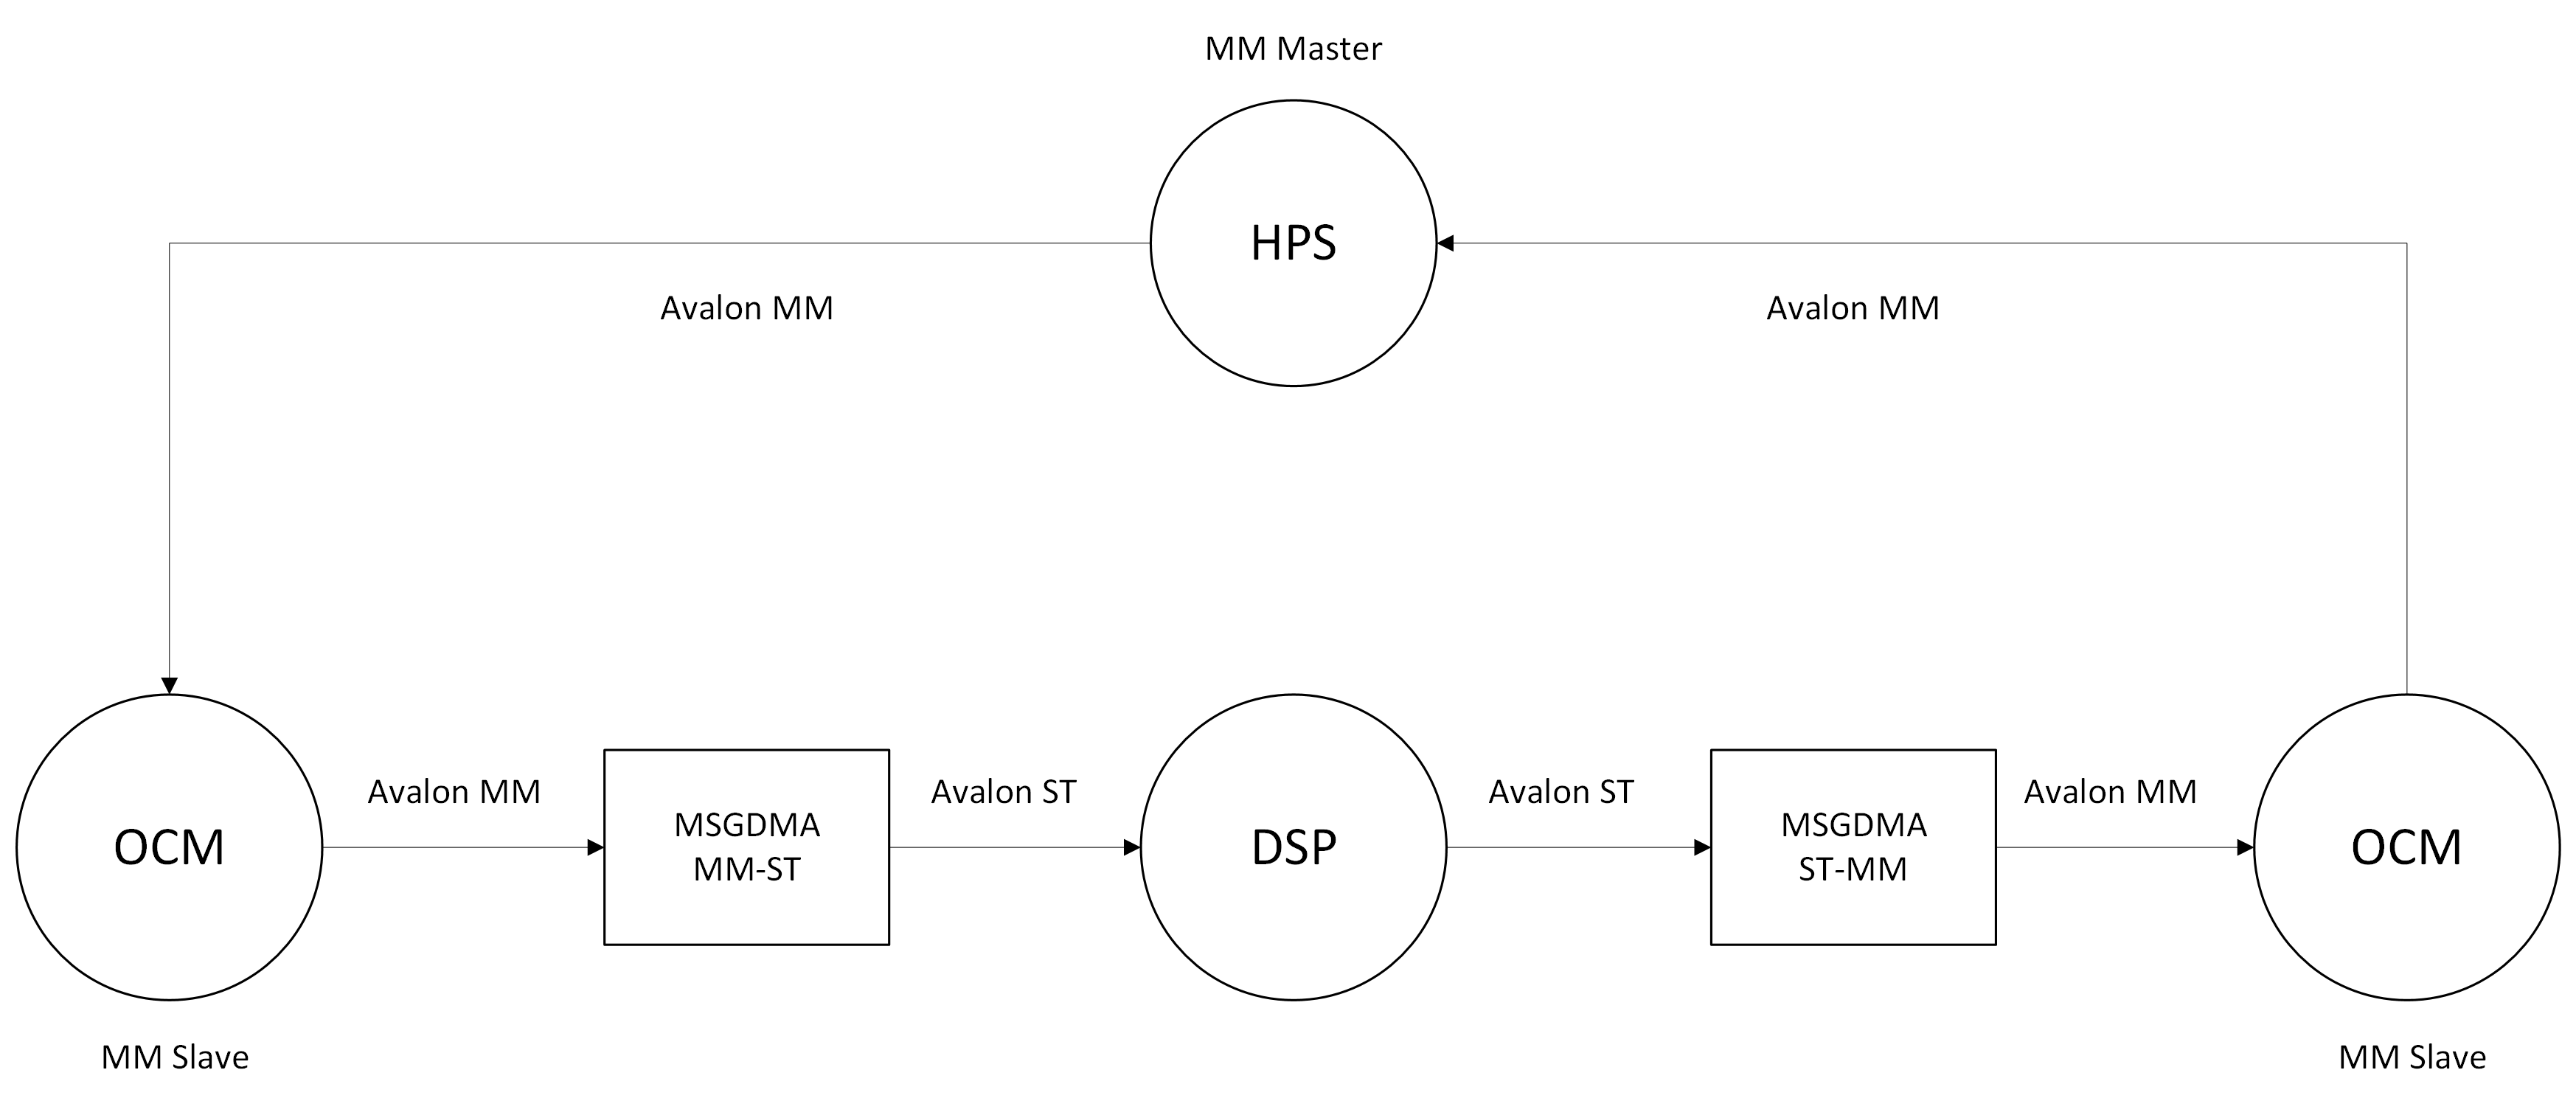 MM Master
HPS
Avalon MM
Avalon MM
Avalon MM
Avalon ST
Avalon ST
Avalon MM
OCM
MSGDMA
MM-ST
DSP
MSGDMA
ST-MM
OCM
MM Slave
MM Slave